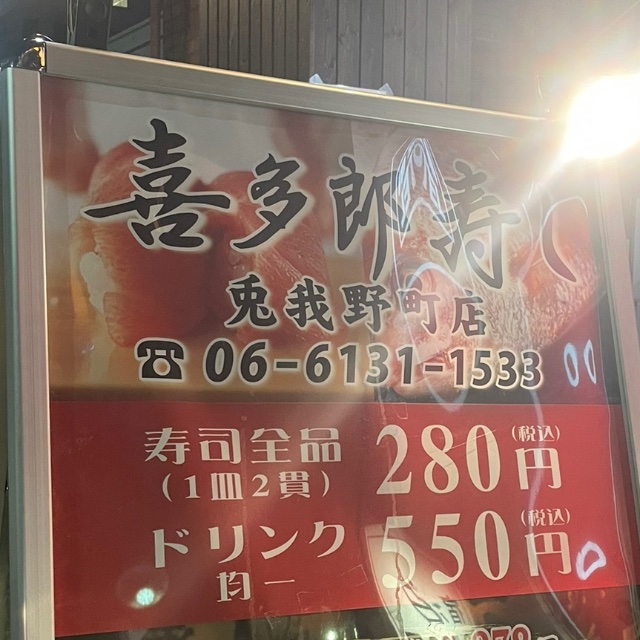 喜多郎寿し
兎我野町店
☎ 06-6131-1533
寿司全品 280円 (税込)
(1皿2貫)
ドリンク 550円 (税込)
均一